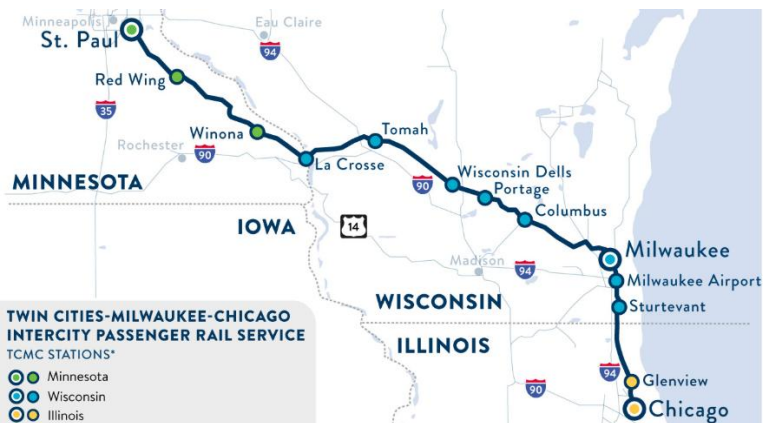 Minneapolis
St. Paul
Eau Claire
94
Red Wing
35
Winona
Rochester
90
La Crosse
Tomah
Wisconsin Dells
90
Portage
Columbus
MINNESOTA
IOWA
14
Milwaukee
Madison
94
Milwaukee Airport
WISCONSIN
Sturtevant
ILLINOIS
94
Glenview
90
Chicago
TWIN CITIES-MILWAUKEE-CHICAGO
INTERCITY PASSENGER RAIL SERVICE
TCMC STATIONS*
Minnesota
Wisconsin
Illinois